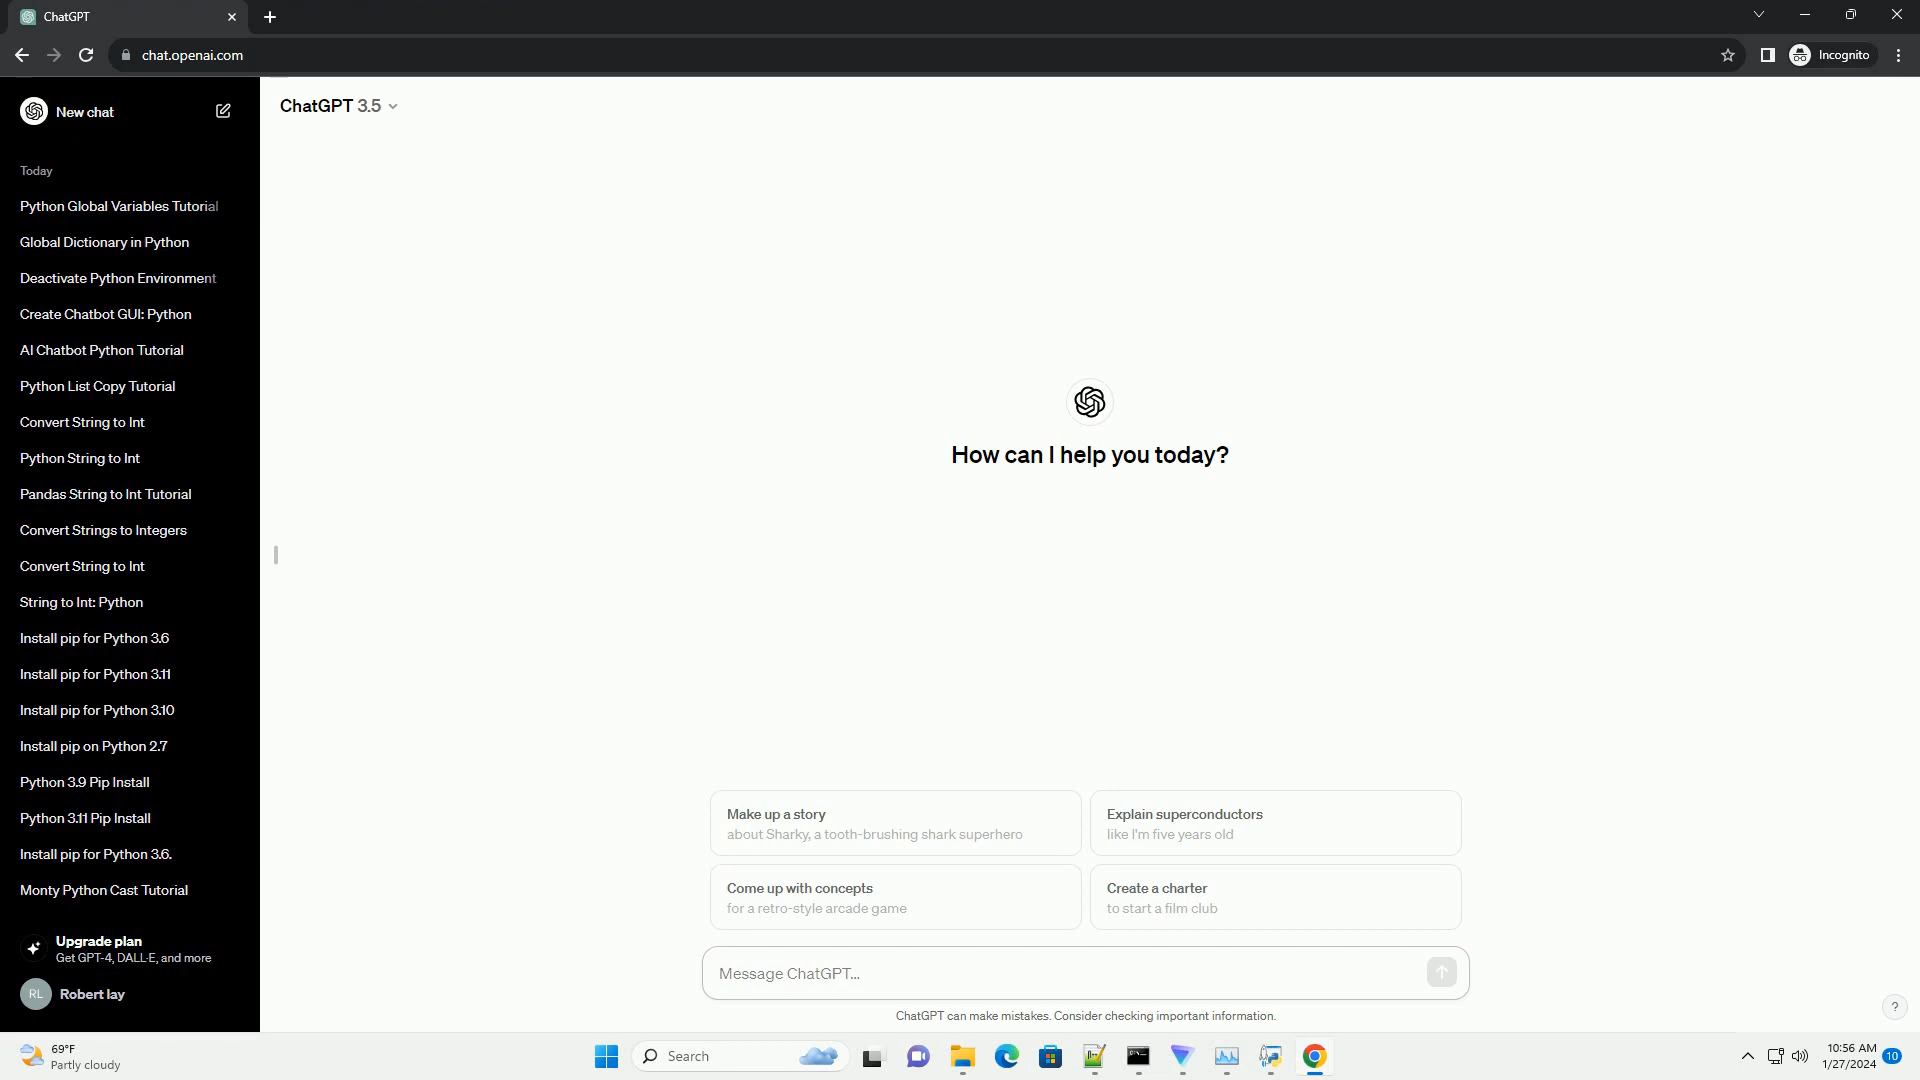 ChatGPT
chat.openai.com
Incognito
New chat
ChatGPT 3.5
Today
Python Global Variables Tutorial
Global Dictionary in Python
Deactivate Python Environment
Create Chatbot GUI: Python
AI Chatbot Python Tutorial
Python List Copy Tutorial
Convert String to Int
Python String to Int
Pandas String to Int Tutorial
Convert Strings to Integers
Convert String to Int
String to Int: Python
Install pip for Python 3.6
Install pip for Python 3.11
Install pip for Python 3.10
Install pip on Python 2.7
Python 3.9 Pip Install
Python 3.11 Pip Install
Install pip for Python 3.6.
Monty Python Cast Tutorial
Upgrade plan
Get GPT-4, DALL·E, and more
RL
Robert lay
How can I help you today?
Make up a story
about Sharky, a tooth-brushing shark superhero
Explain superconductors
like I'm five years old
Come up with concepts
for a retro-style arcade game
Create a charter
to start a film club
Message ChatGPT...
ChatGPT can make mistakes. Consider checking important information.
?
69°F
Partly cloudy
Search
10:56 AM
1/27/2024
10